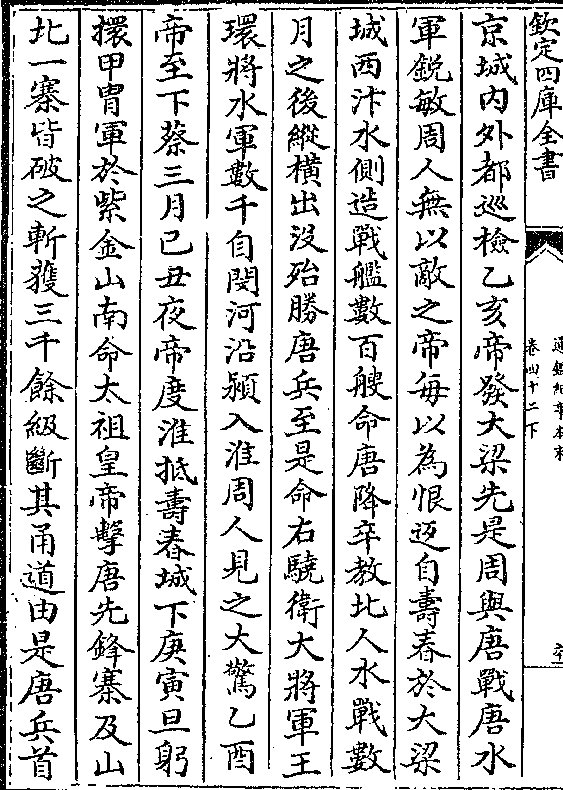 欽定四庫全書
通鑑紀事本末
卷四十二下
京城内外都巡檢乙亥帝發大梁先是周與唐戰唐水
軍鋭敏周人無以敵之帝每以為恨返自壽春於大梁
城西汴水側造戰艦數百艘命唐降卒教北人水戰數
月之後縱橫出沒殆勝唐兵至是命右驍衛大將軍王
環將水軍數千自閔河沿潁入淮周人見之大驚乙酉
帝至下蔡三月己丑夜帝度淮抵壽春城下庚寅旦躬
擐甲胄軍於紫金山南命太祖皇帝擊唐先鋒寨及山
北一寨皆破之斬獲三千餘級斷其甬道由是唐兵首